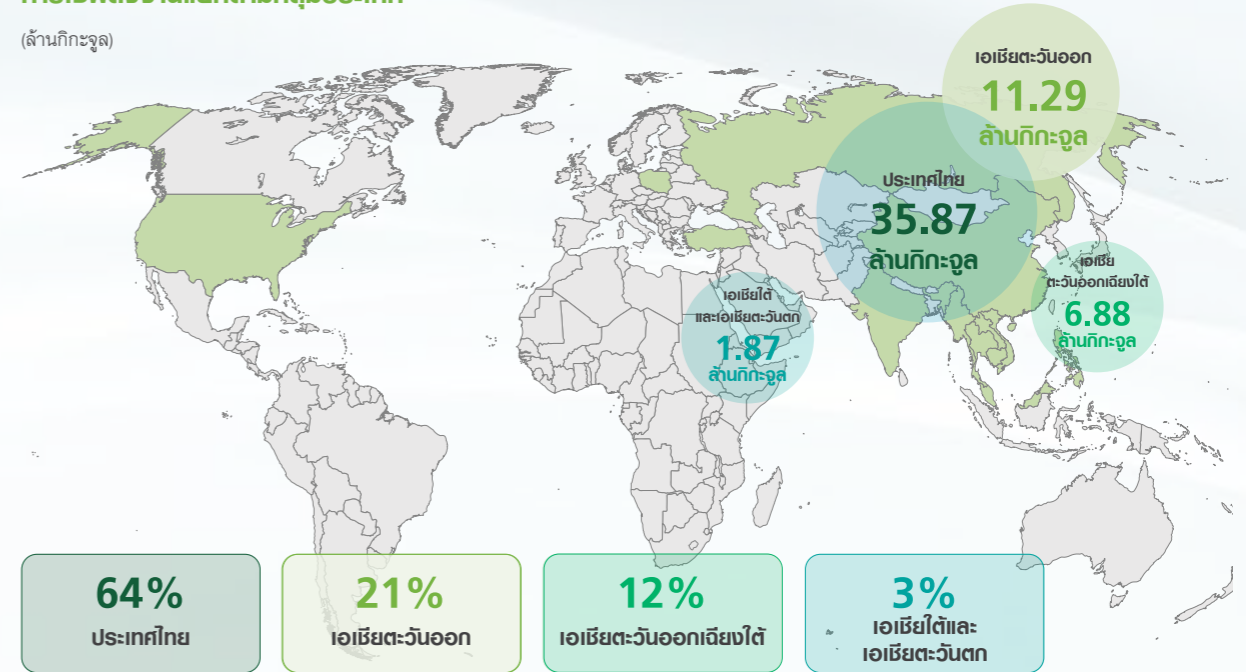 (ล้านกิกะจูล)
เอเชียตะวันออก
11.29
ล้านกิกะจูล
ประเทศไทย
35.87
ล้านกิกะจูล
เอเชีย
ตะวันออกเฉียงใต้
6.88
ล้านกิกะจูล
เอเชียใต้
และเอเชียตะวันตก
1.87
ล้านกิกะจูล
64%
ประเทศไทย
21%
เอเชียตะวันออก
12%
เอเชียตะวันออกเฉียงใต้
3%
เอเชียใต้และ
เอเชียตะวันตก